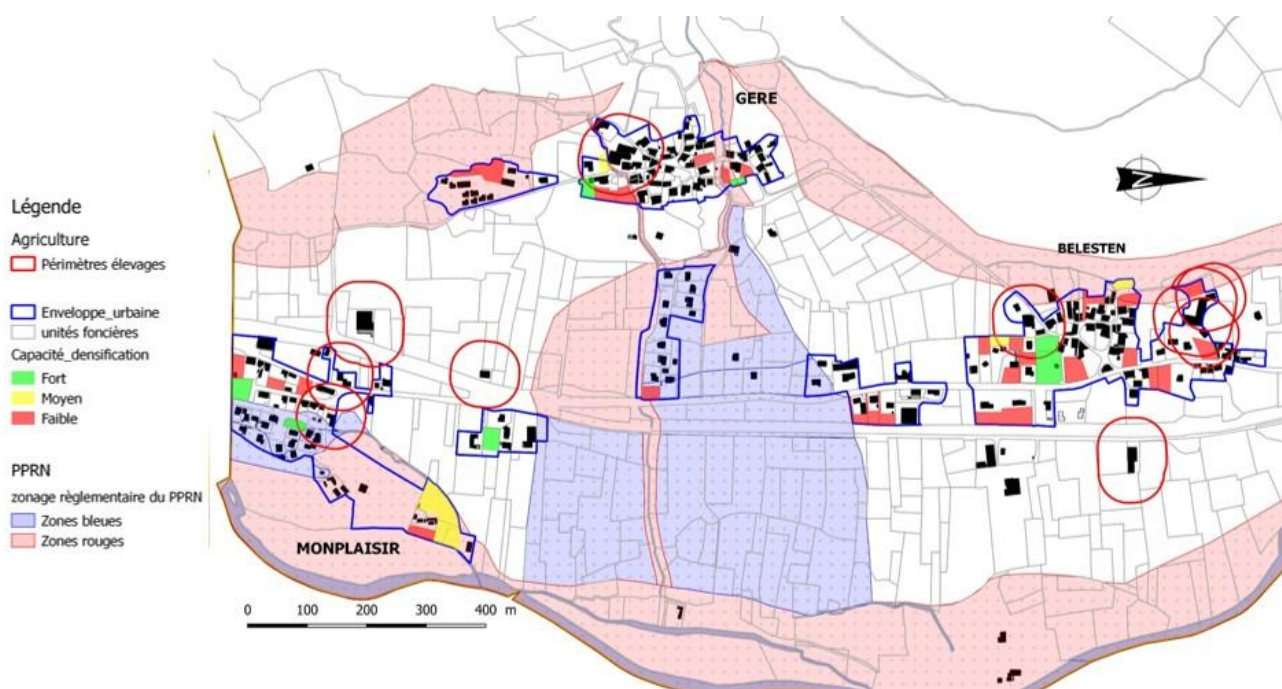 Légende
Agriculture
Périmètres élevages
Enveloppe_urbaine
unités foncières
Capacité_densification
Fort
Moyen
Faible
PPRN
zonage règlementaire du PPRN
Zones bleues
Zones rouges
GERE
N
BELESTEN
MONPLAISIR
0 100 200 300 400 m